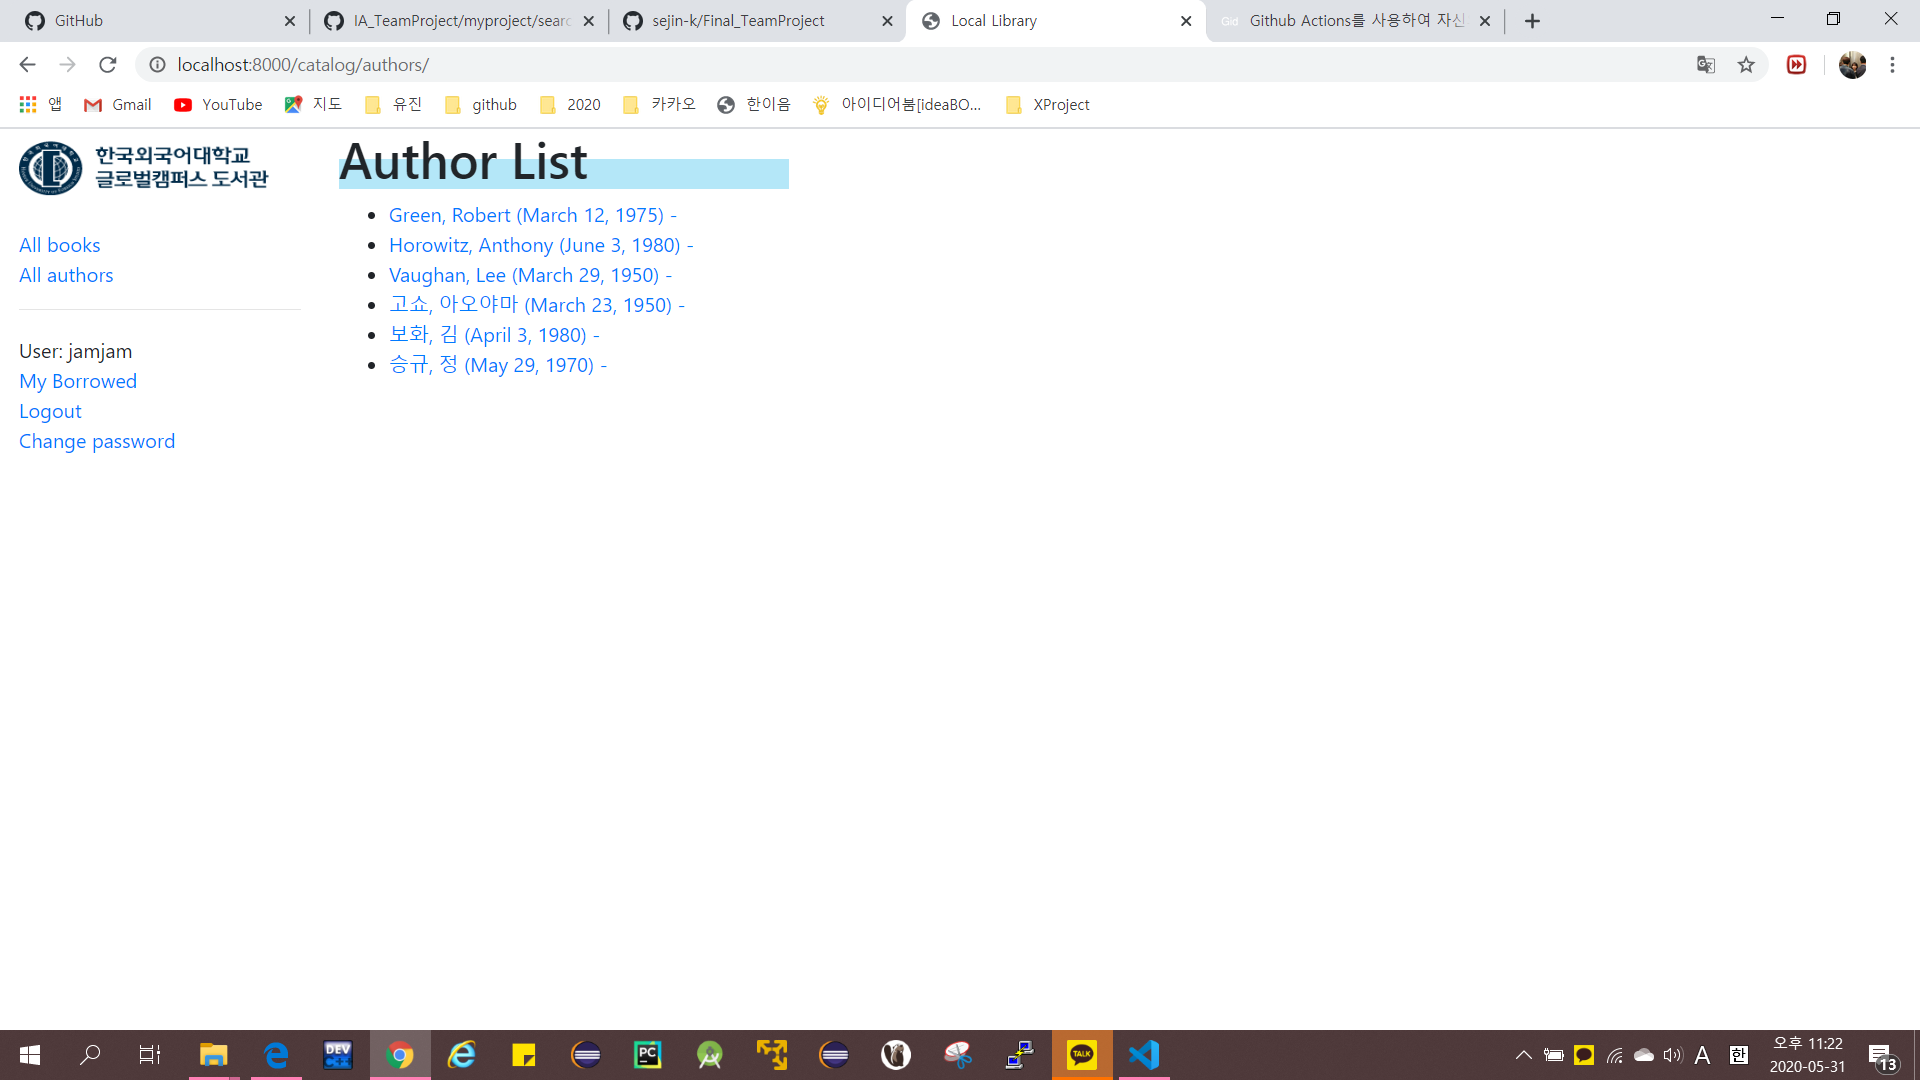 GitHub
IA_TeamProject/myproject/searc
sejin-k/Final_TeamProject
Local Library
Gid
Github Actions를 사용하여 자신
localhost:8000/catalog/authors/
앱
Gmail
YouTube
지도
유진
github
2020
카카오
한이음
아이디어봄[ideaBO...
XProject
한국외국어대학교
글로벌캠퍼스 도서관
All books
All authors
User: jamjam
My Borrowed
Logout
Change password
Author List
Green, Robert (March 12, 1975) -
Horowitz, Anthony (June 3, 1980) -
Vaughan, Lee (March 29, 1950) -
고쇼, 아오야마 (March 23, 1950) -
보화, 김 (April 3, 1980) -
승규, 정 (May 29, 1970) -
DEV
C++
PC
TALK
A
한
오후 11:22
2020-05-31
13